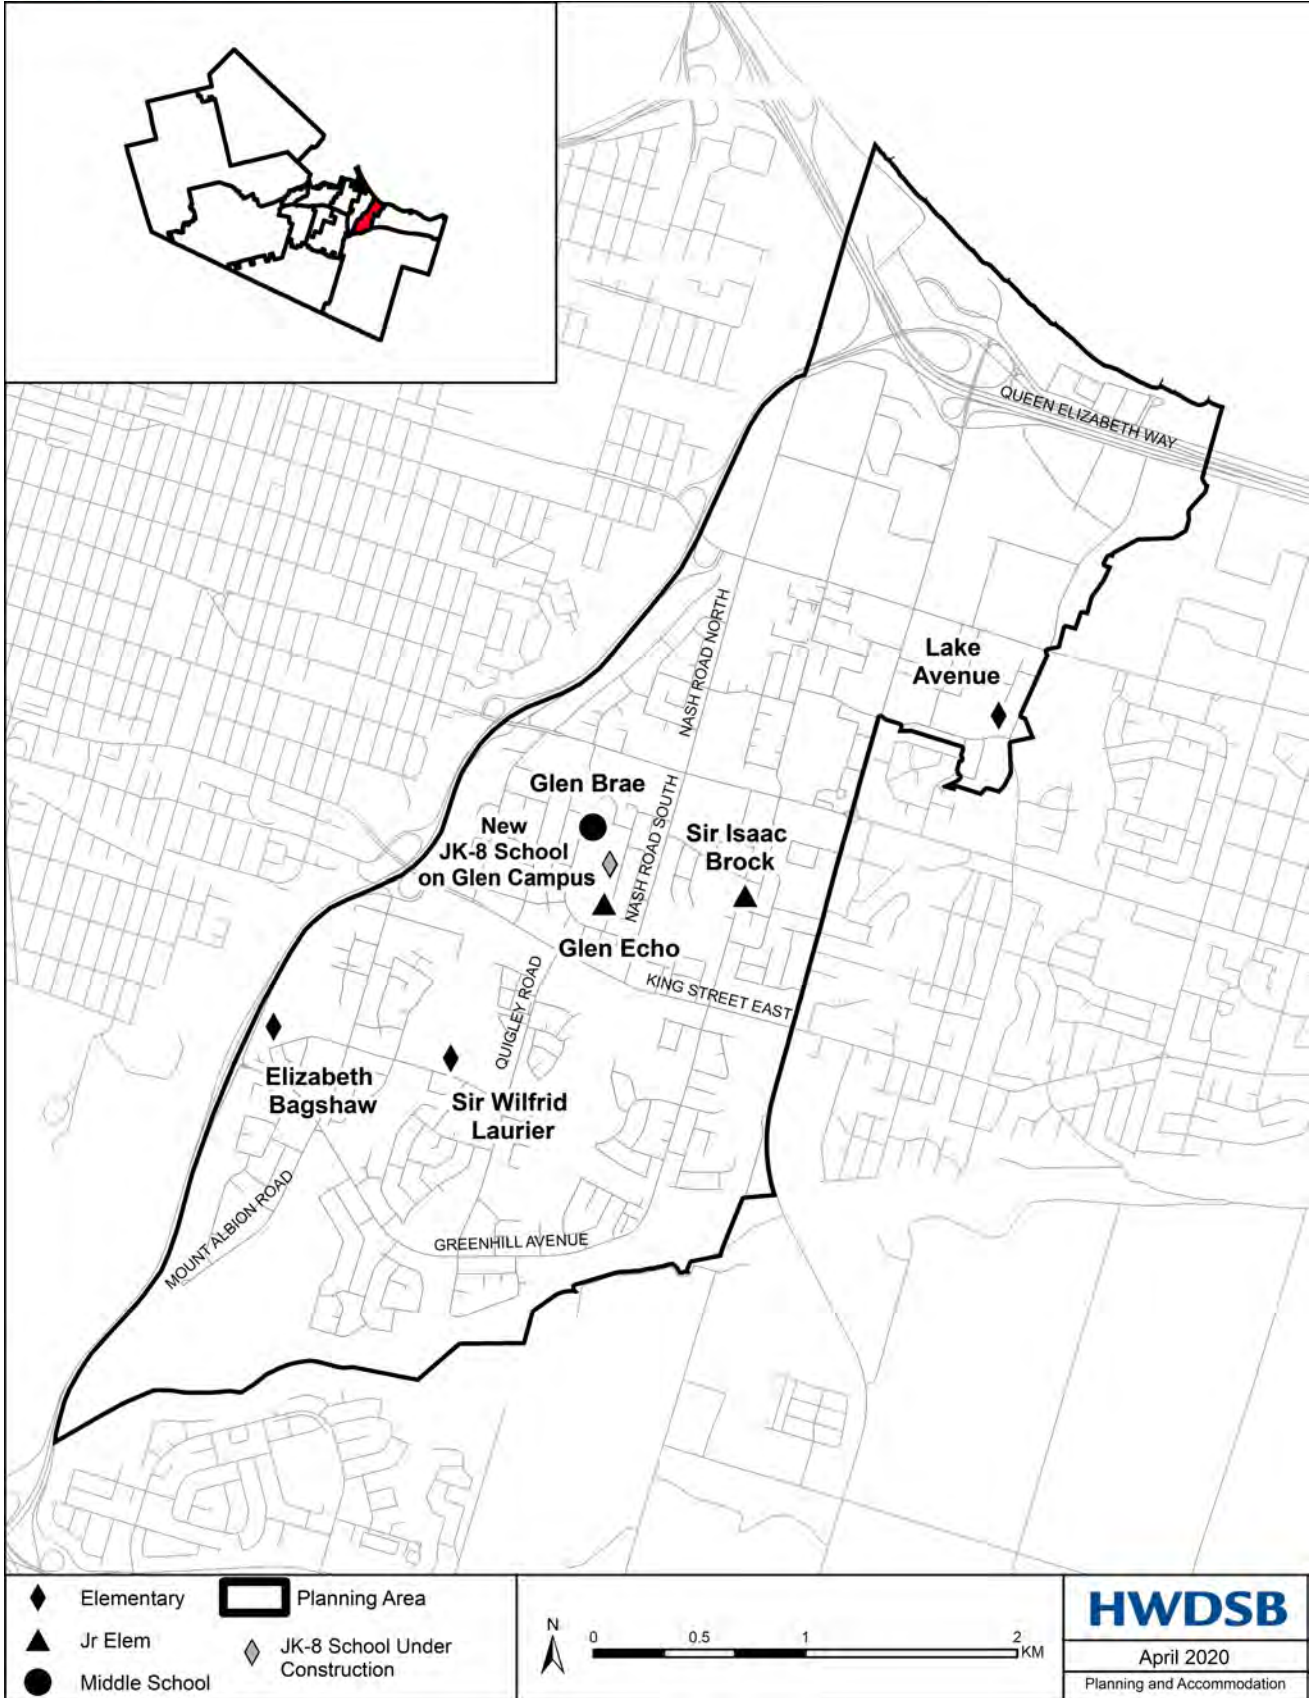 QUEEN ELIZABETH WAY
NASH ROAD NORTH
Lake
Avenue
Glen Brae
New
JK-8 School
on Glen Campus
NASH ROAD SOUTH
Sir Isaac
Brock
Glen Echo
KING STREET EAST
QUIGLEY ROAD
Elizabeth
Bagshaw
Sir Wilfrid
Laurier
MOUNT ALBION ROAD
GREENHILL AVENUE
Elementary
Planning Area
Jr Elem
JK-8 School Under
Construction
Middle School
N
0 0.5 1 2
KM
HWDSB
April 2020
Planning and Accommodation